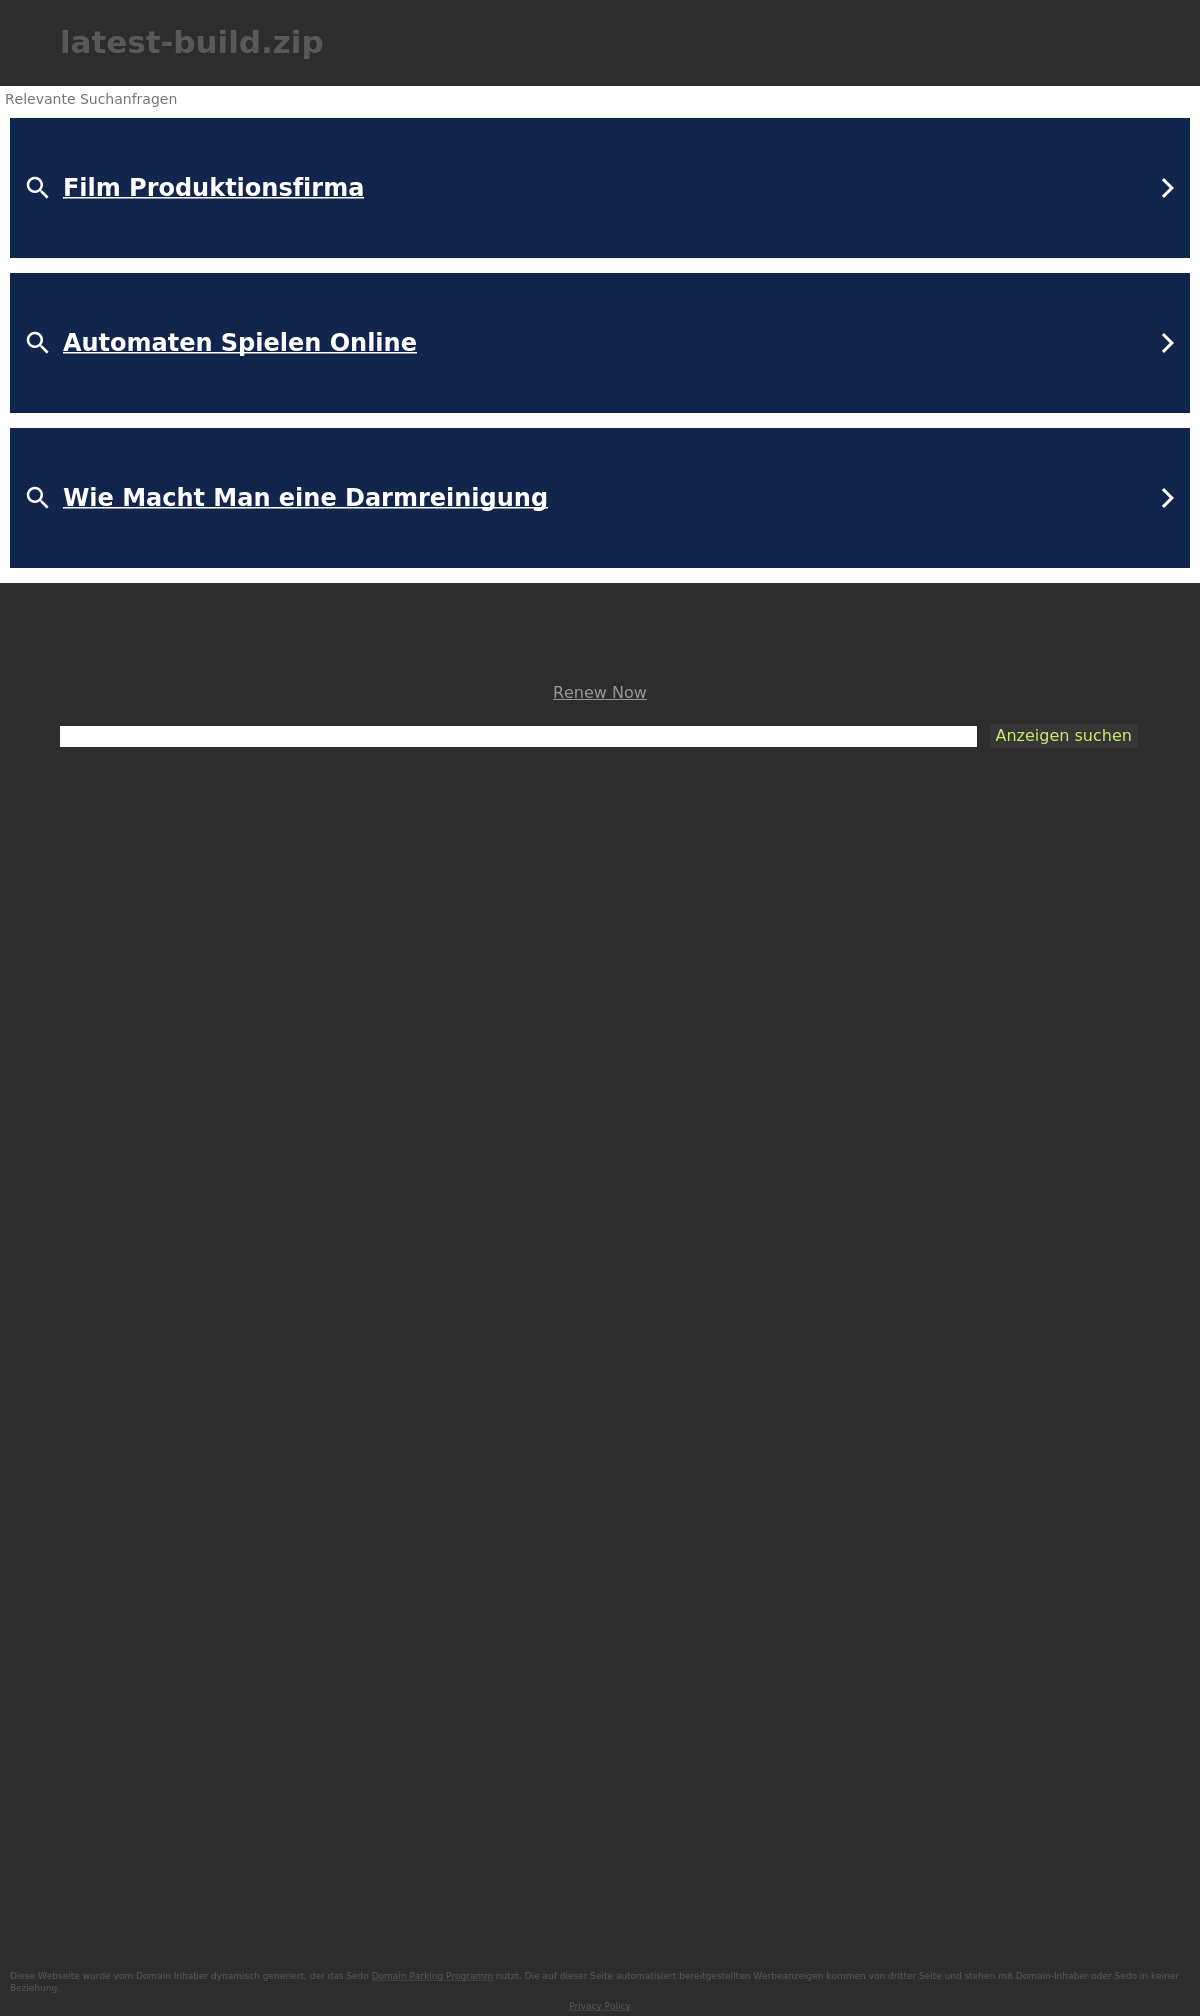 latest-build.zip
Relevante Suchanfragen
Film Produktionsfirma
Automaten Spielen Online
Wie Macht Man eine Darmreinigung
Renew Now
Anzeigen suchen
Diese Webseite wurde vom Domain Inhaber dynamisch generiert, der das Sedo Domain Parking Programm nutzt. Die auf dieser Seite automatisiert bereitgestellten Werbeanzeigen kommen von dritter Seite und stehen mit Domain-Inhaber oder Sedo in keiner
Beziehung.
Privacy Policy